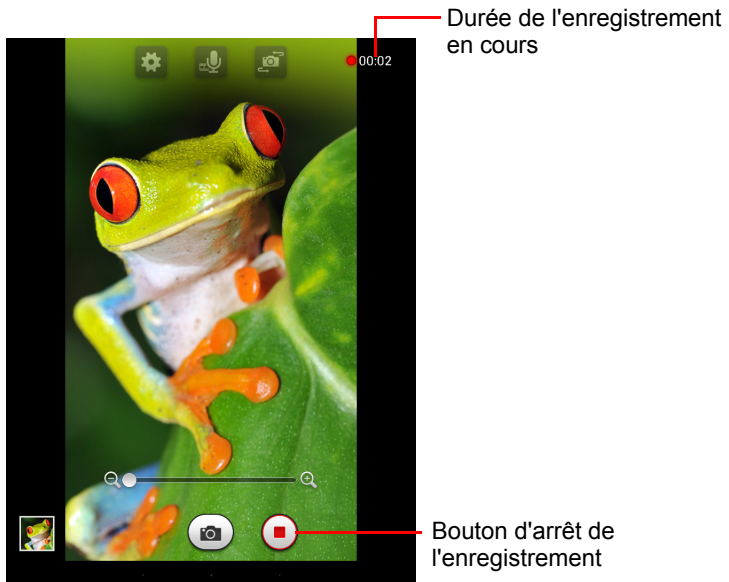 Durée de l'enregistrement
en cours
00:02
Bouton d'arrêt de
l'enregistrement